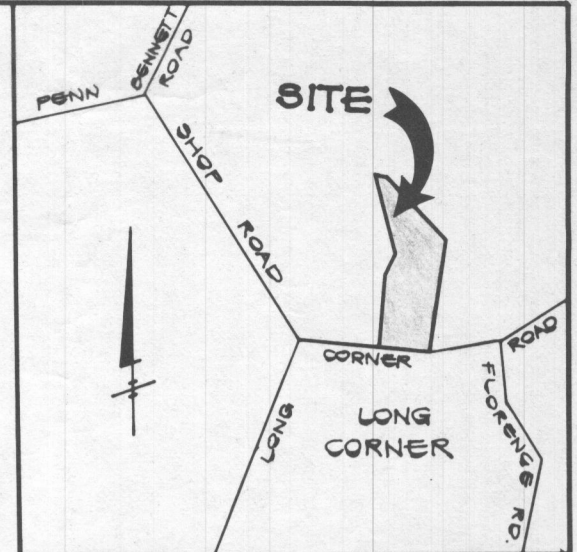 BENNETT
ROAD
PENN
SHOP
ROAD
SITE
CORNER
ROAD
LONG
LONG
CORNER
FLORENCE RD.